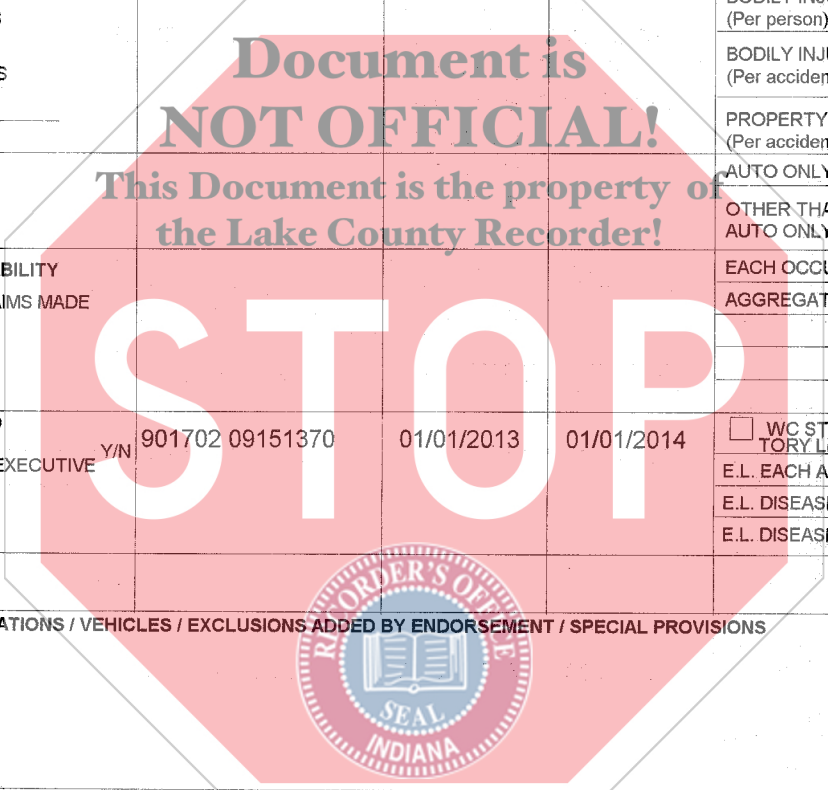 (Per person)
BODILY INJU
(Per acciden
PROPERTY
(Per acciden
AUTO ONLY
OTHER THA
AUTO ONLY
Document is
NOT OFFICIAL!
This Document is the property of
the Lake County Recorder!
BILITY
IMS MADE
EACH OCCU
AGGREGAT
STOP
EXECUTIVE Y/N
901702 09151370 01/01/2013 01/01/2014
WC ST
TORY L
E.L. EACH A
E.L. DISEAS
E.L. DISEAS
ATIONS / VEHICLES / EXCLUSIONS ADDED BY ENDORSEMENT / SPECIAL PROVISIONS
RECORDER'S OFFICE
SEAL
INDIANA